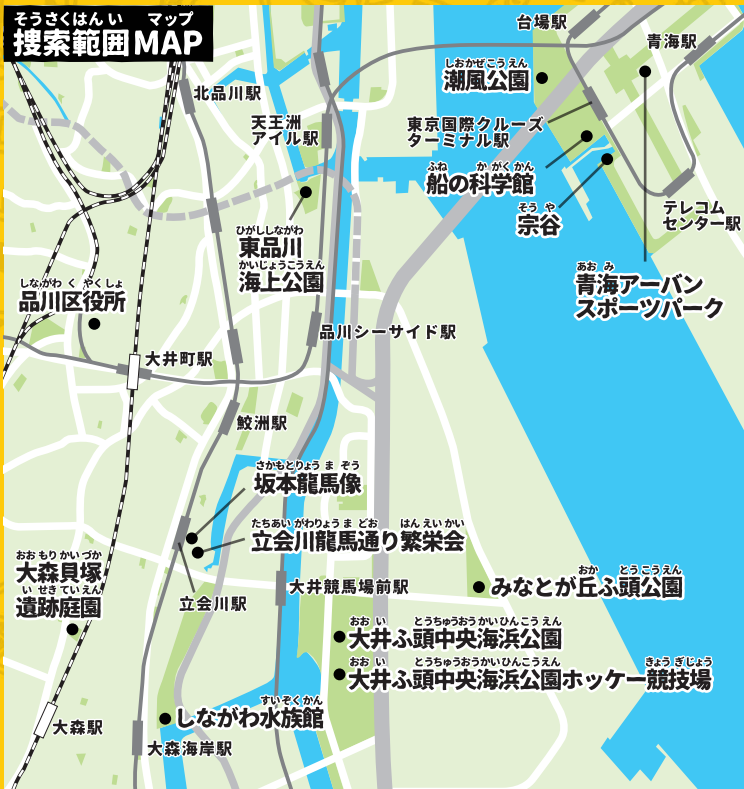 そうさくはんい マップ
捜索範囲MAP
台場駅
青海駅
しおかぜこうえん
潮風公園
北品川駅
天王洲
アイル駅
東京国際クルーズ
ターミナル駅
ふね かがくかん
船の科学館
そうや
宗谷
テレコム
センター駅
ひがししながわ
東品川
かいじょうこうえん
海上公園
あおみ
青海アーバン
スポーツパーク
しながわくやくしょ
品川区役所
品川シーサイド駅
大井町駅
鮫洲駅
さかもとりょうまぞう
坂本龍馬像
たちあいがわりょうまどお はんえいかい
立会川龍馬通り繁栄会
おおもりかいづか
大森貝塚
いせきていえん
遺跡庭園
立会川駅
大井競馬場前駅
おか とうこうえん
みなとが丘ふ頭公園
おおい とうちゅうおうかいひんこうえん
大井ふ頭中央海浜公園
おおい とうちゅうおうかいひんこうえん きょうぎじょう
大井ふ頭中央海浜公園ホッケー競技場
すいぞくかん
しながわ水族館
大森駅
大森海岸駅